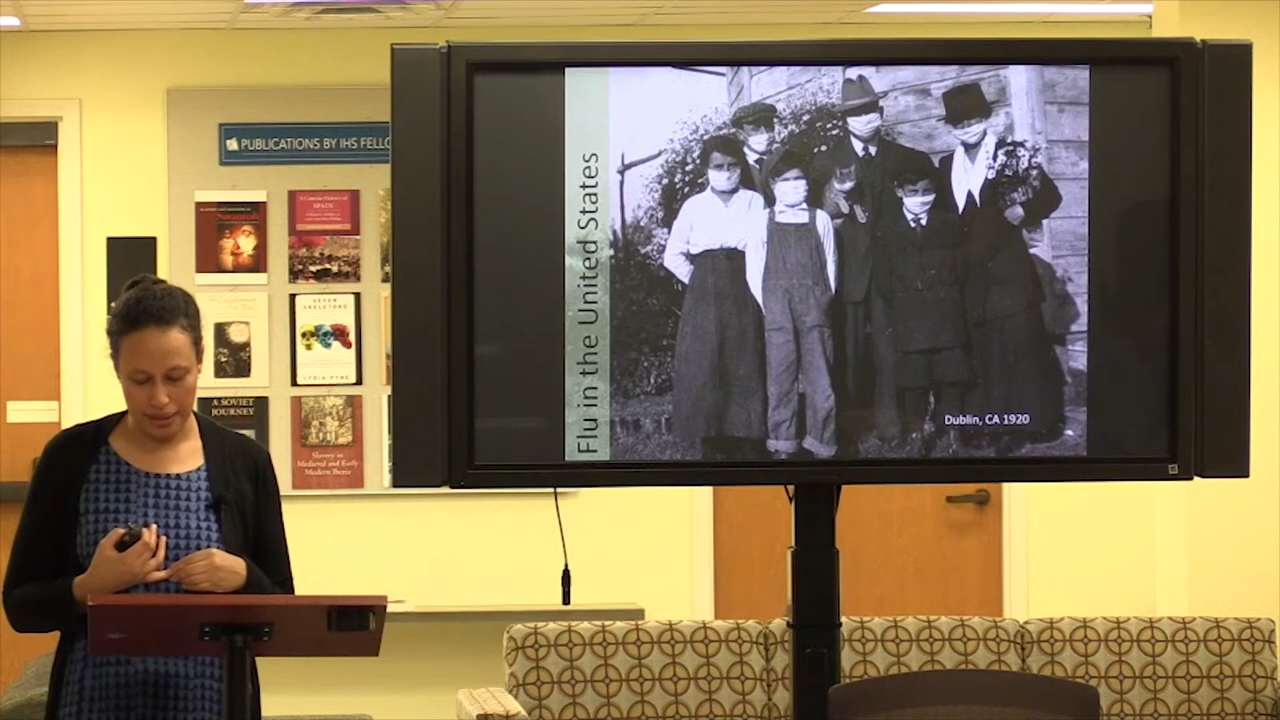 PUBLICATIONS BY IHS FELLO
Flu in the United States
Dublin, CA 1920
A Concise History of
SPAIN
SEVEN
SKELETONS
LYDIA PYNE
A SOVIET
JOURNEY
Slavery in
Medieval and Early
Modern Iberia